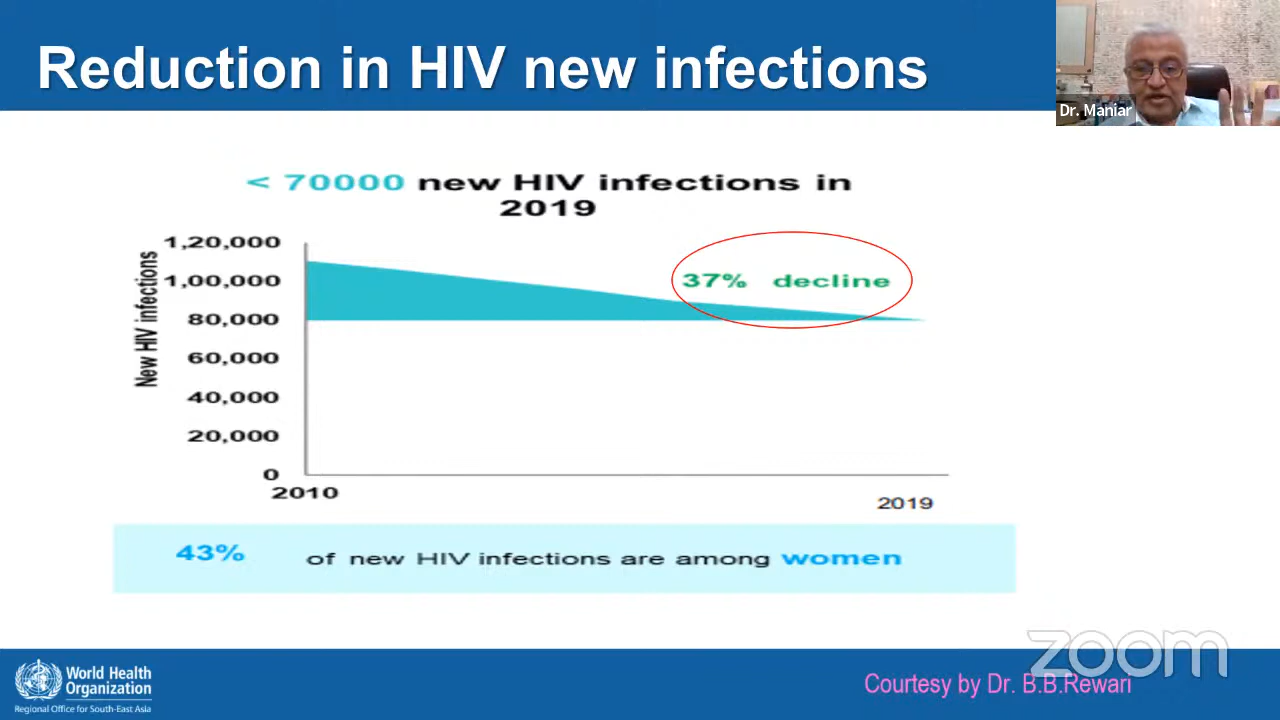 Reduction in HIV new infections
Dr. Maniar
< 70000 new HIV infections in
2019
New HIV infections
1,20,000
1,00,000
80,000
60,000
40,000
20,000
0
37% decline
2010
2019
43% of new HIV infections are among women
World Health
Organization
Regional Office for South-East Asia
zoom
Courtesy by Dr. B.B.Rewari